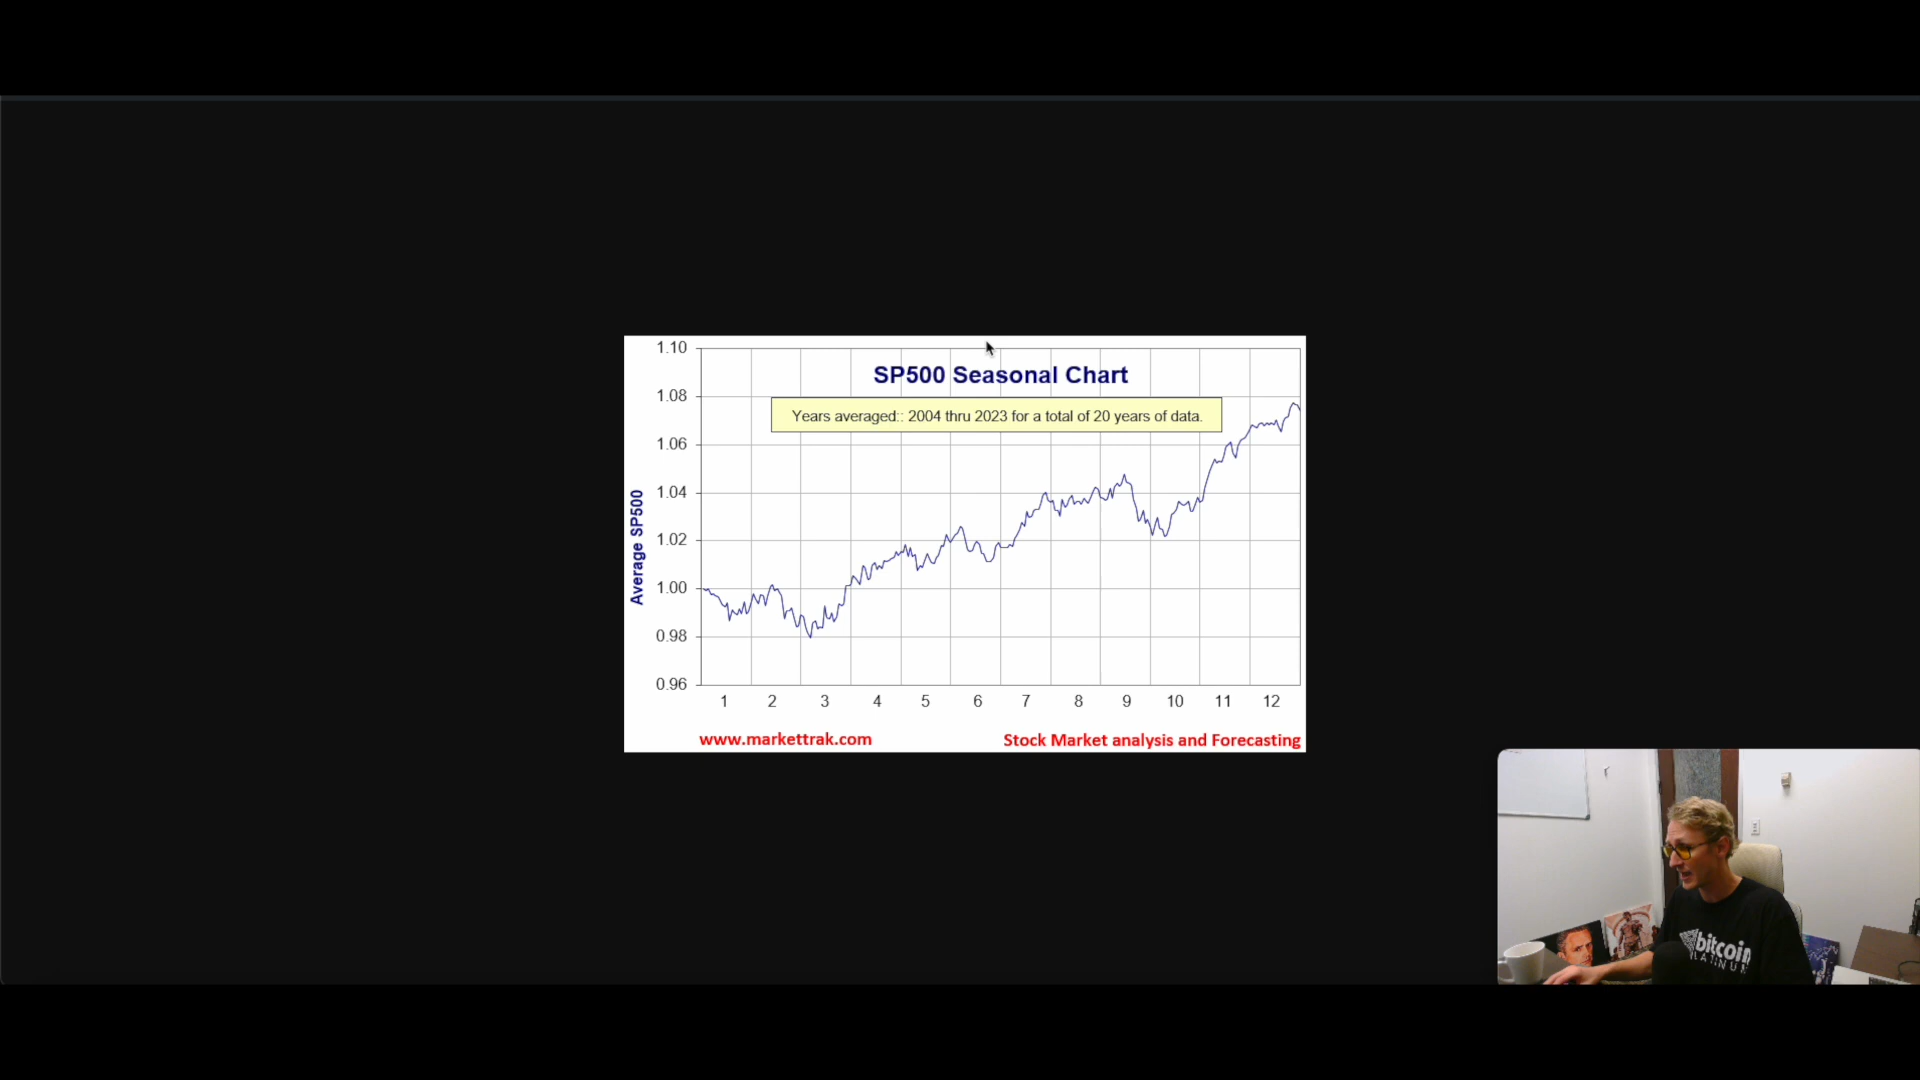 1.10
SP500 Seasonal Chart
1.08
Years averaged:: 2004 thru 2023 for a total of 20 years of data.
1.06
1.04
1.02
1.00
0.98
0.96
Average SP500
1 2 3 4 5 6 7 8 9 10 11 12
www.markettrak.com
Stock Market analysis and Forecasting
bitcoin
PLATINUM